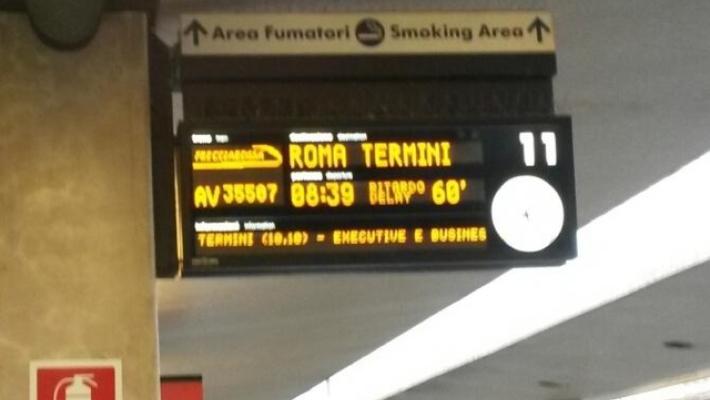 Area Fumatori Smoking Area
11
FRECCIAROSSA ROMA TERMINI
AV 35507 08:39 RITARDO DELAY 60'
TERMINI (10.10) - EXECUTIVE E BUSINES